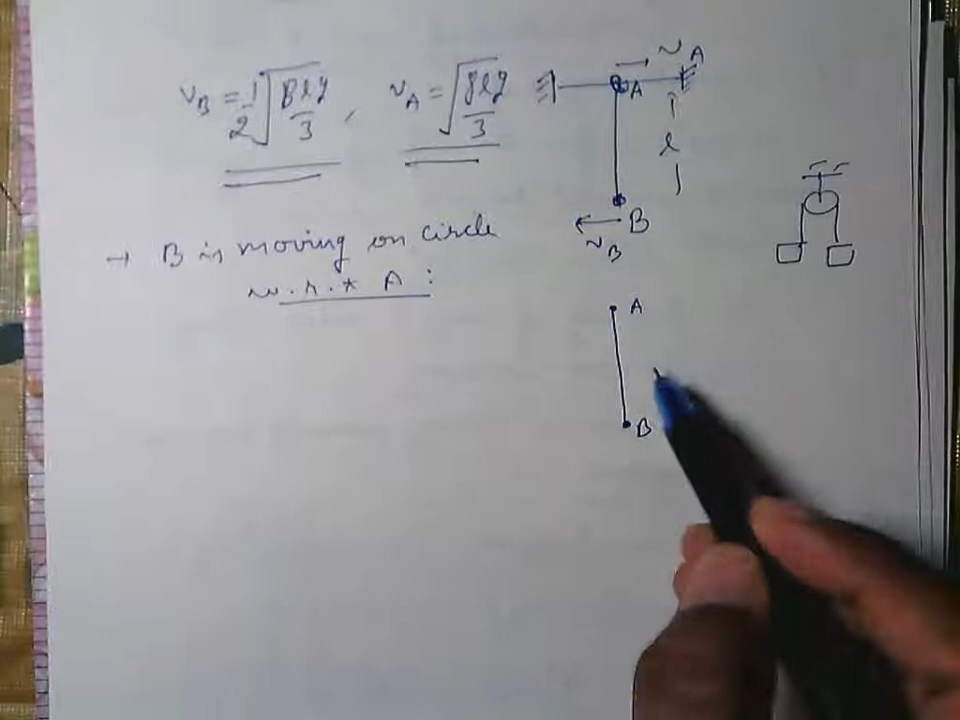 v_B = 1/2 √(8lg/3) , v_A = √(8lg/3)
v_A
A
l
B
v_B
→ B is moving on circle
w.r.t A :
A
B